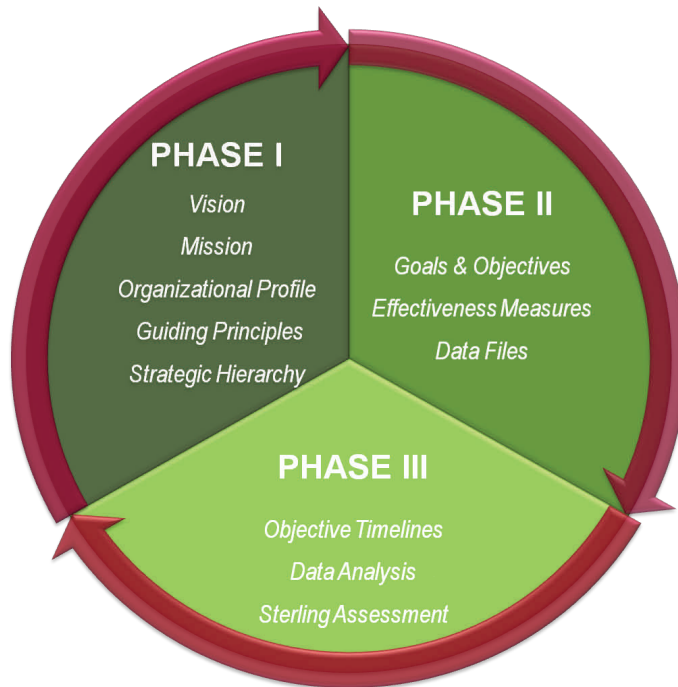 PHASE I
Vision
Mission
Organizational Profile
Guiding Principles
Strategic Hierarchy
PHASE II
Goals & Objectives
Effectiveness Measures
Data Files
PHASE III
Objective Timelines
Data Analysis
Sterling Assessment